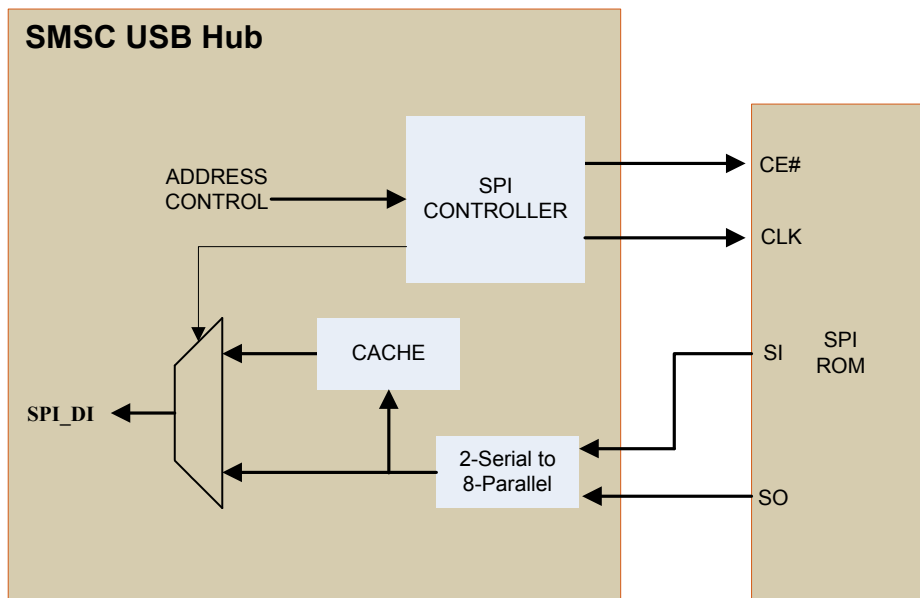 SMSC USB Hub
ADDRESS
CONTROL
SPI
CONTROLLER
CE#
CLK
CACHE
SI
SPI
ROM
SPI_DI
2-Serial to
8-Parallel
SO